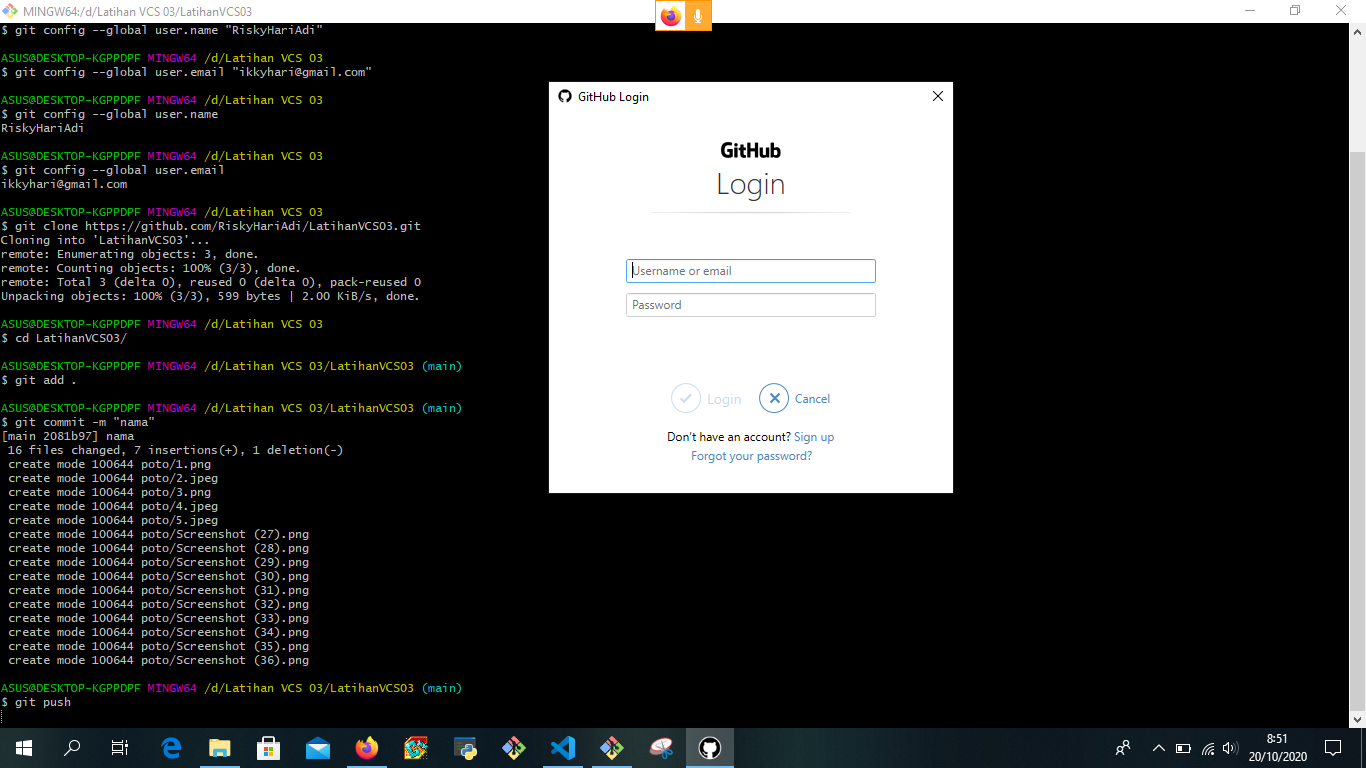 MINGW64:/d/Latihan VCS 03/LatihanVCS03
$ git config --global user.name "RiskyHariAdi"
ASUS@DESKTOP-KGPPDPF MINGW64 /d/Latihan VCS 03
$ git config --global user.email "ikkyhari@gmail.com"
ASUS@DESKTOP-KGPPDPF MINGW64 /d/Latihan VCS 03
$ git config --global user.name
RiskyHariAdi
ASUS@DESKTOP-KGPPDPF MINGW64 /d/Latihan VCS 03
$ git config --global user.email
ikkyhari@gmail.com
ASUS@DESKTOP-KGPPDPF MINGW64 /d/Latihan VCS 03
$ git clone https://github.com/RiskyHariAdi/LatihanVCS03.git
Cloning into 'LatihanVCS03'...
remote: Enumerating objects: 3, done.
remote: Counting objects: 100% (3/3), done.
remote: Total 3 (delta 0), reused 0 (delta 0), pack-reused 0
Unpacking objects: 100% (3/3), 599 bytes | 2.00 KiB/s, done.
ASUS@DESKTOP-KGPPDPF MINGW64 /d/Latihan VCS 03
$ cd LatihanVCS03/
ASUS@DESKTOP-KGPPDPF MINGW64 /d/Latihan VCS 03/LatihanVCS03 (main)
$ git add .
ASUS@DESKTOP-KGPPDPF MINGW64 /d/Latihan VCS 03/LatihanVCS03 (main)
$ git commit -m "nama"
[main 2081b97] nama
16 files changed, 7 insertions(+), 1 deletion(-)
create mode 100644 poto/1.png
create mode 100644 poto/2.jpeg
create mode 100644 poto/3.png
create mode 100644 poto/4.jpeg
create mode 100644 poto/5.jpeg
create mode 100644 poto/Screenshot (27).png
create mode 100644 poto/Screenshot (28).png
create mode 100644 poto/Screenshot (29).png
create mode 100644 poto/Screenshot (30).png
create mode 100644 poto/Screenshot (31).png
create mode 100644 poto/Screenshot (32).png
create mode 100644 poto/Screenshot (33).png
create mode 100644 poto/Screenshot (34).png
create mode 100644 poto/Screenshot (35).png
create mode 100644 poto/Screenshot (36).png
ASUS@DESKTOP-KGPPDPF MINGW64 /d/Latihan VCS 03/LatihanVCS03 (main)
$ git push
GitHub Login
GitHub
Login
Username or email
Password
Login
Cancel
Don't have an account? Sign up
Forgot your password?
8:51
20/10/2020